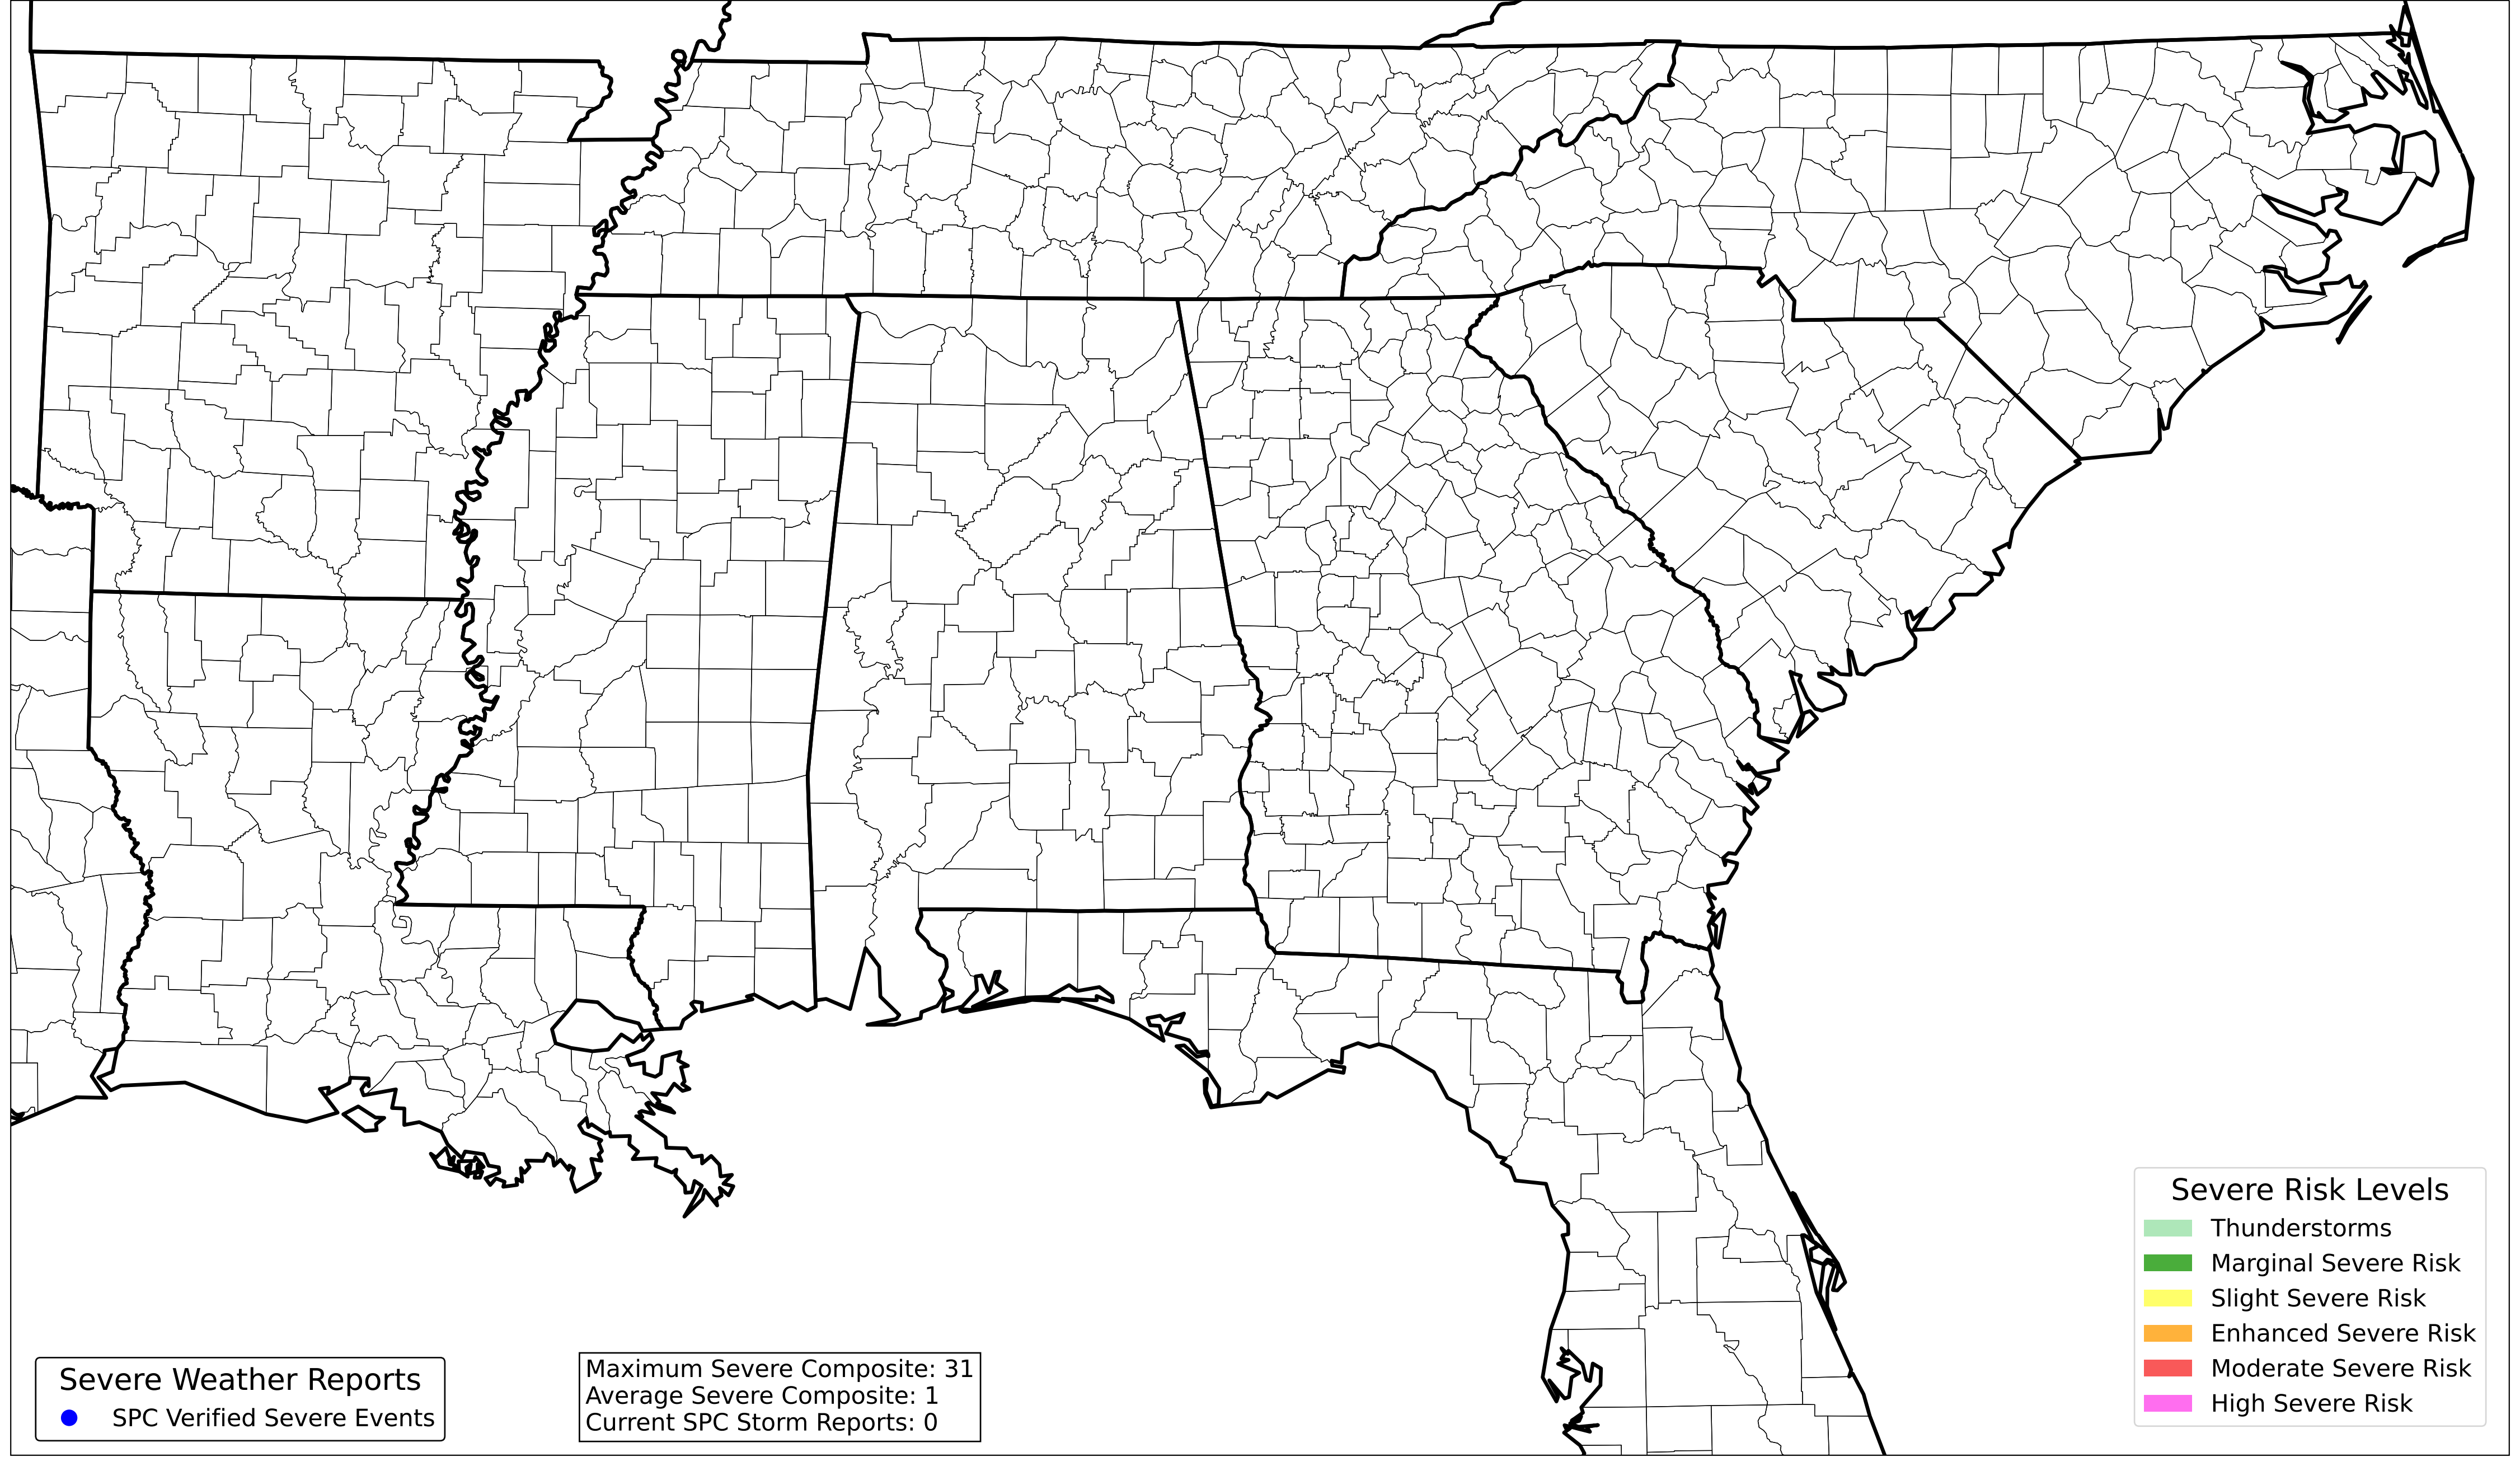 Severe Weather Reports
SPC Verified Severe Events
Maximum Severe Composite: 31
Average Severe Composite: 1
Current SPC Storm Reports: 0
Severe Risk Levels
Thunderstorms
Marginal Severe Risk
Slight Severe Risk
Enhanced Severe Risk
Moderate Severe Risk
High Severe Risk